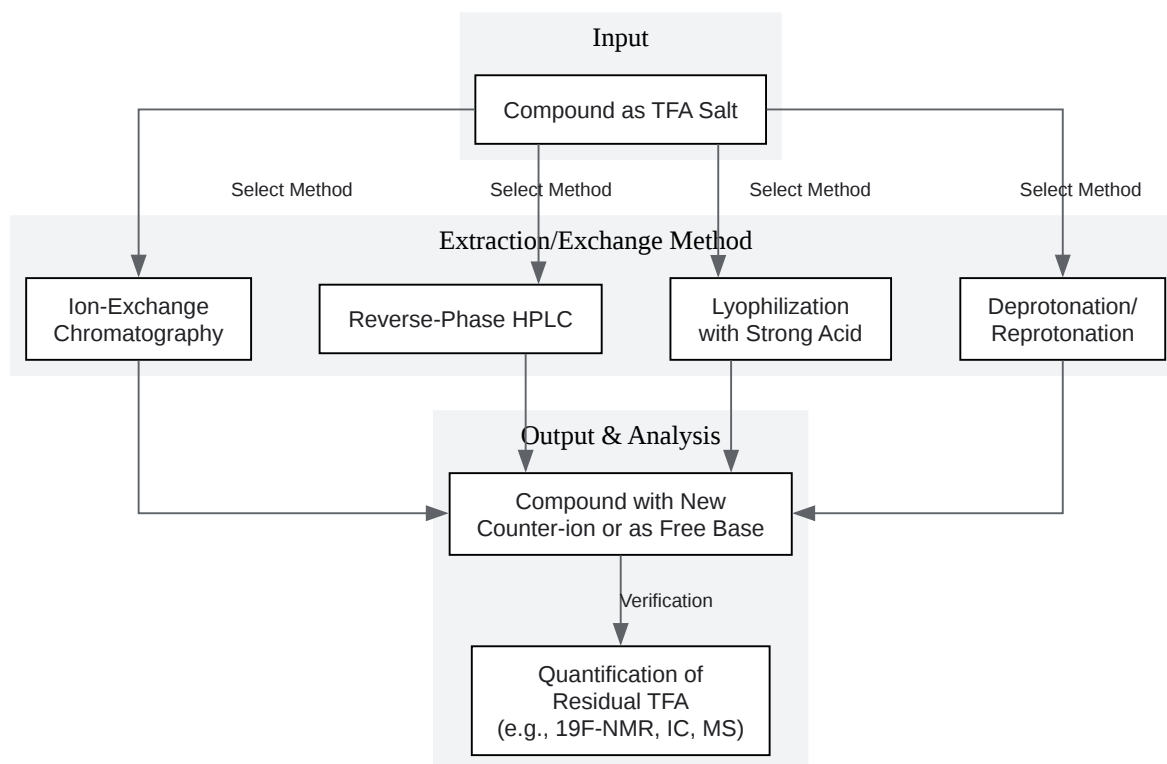 Input
Compound as TFA Salt
Select Method
Select Method
Select Method
Select Method
Extraction/Exchange Method
Ion-Exchange
Chromatography
Reverse-Phase HPLC
Lyophilization
with Strong Acid
Deprotonation/
Reprotonation
Output & Analysis
Compound with New
Counter-ion or as Free Base
Verification
Quantification of
Residual TFA
(e.g., 19F-NMR, IC, MS)